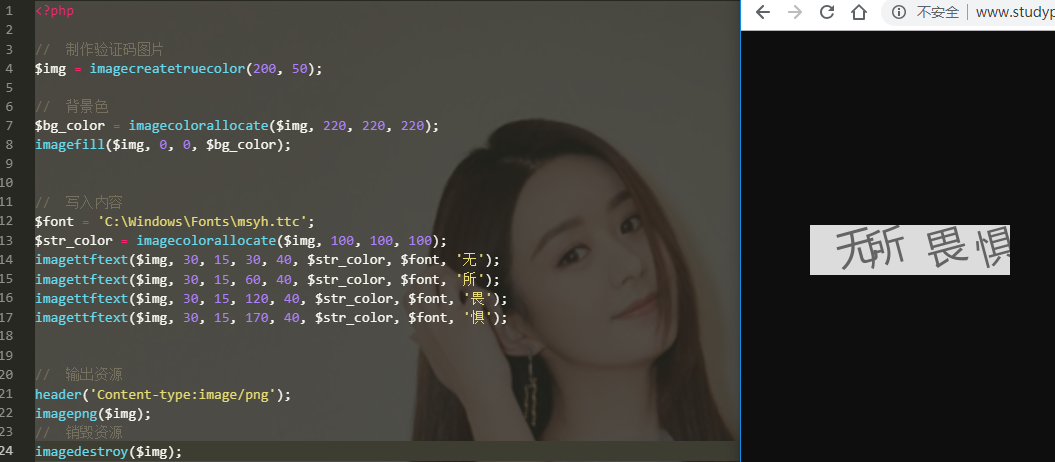 1 <?php
2
3 //  制作验证码图片
4 $img = imagecreatetruecolor(200, 50);
5
6 //  背景色
7 $bg_color = imagecolorallocate($img, 220, 220, 220);
8 imagefill($img, 0, 0, $bg_color);
9
10
11 //  写入内容
12 $font = 'C:\Windows\Fonts\msyh.ttc';
13 $str_color = imagecolorallocate($img, 100, 100, 100);
14 imagettftext($img, 30, 15, 30, 40, $str_color, $font, '无');
15 imagettftext($img, 30, 15, 60, 40, $str_color, $font, '所');
16 imagettftext($img, 30, 15, 120, 40, $str_color, $font, '畏');
17 imagettftext($img, 30, 15, 170, 40, $str_color, $font, '惧');
18
19
20 //  输出资源
21 header('Content-type:image/png');
22 imagepng($img);
23 //  销毁资源
24 imagedestroy($img);
不安全 | www.studyp
无所 畏 惧